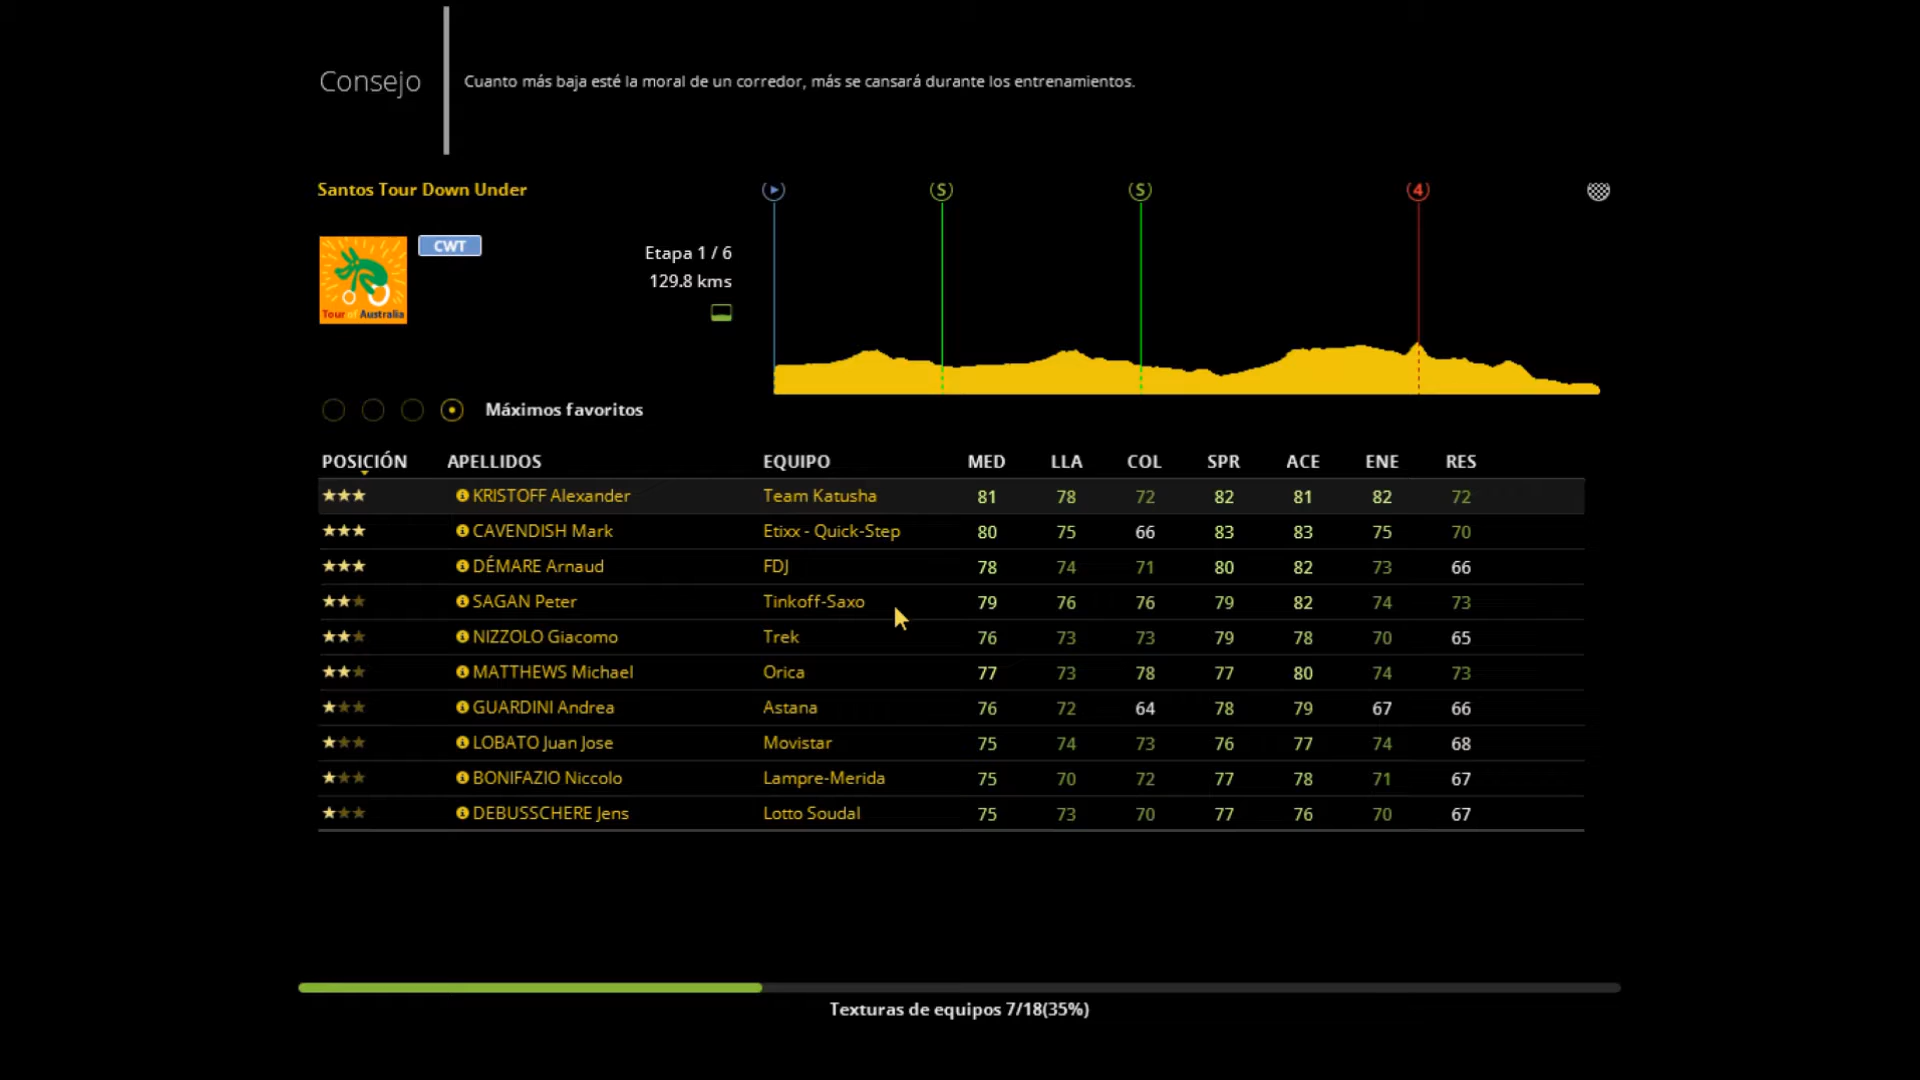 Consejo
Cuanto más baja esté la moral de un corredor, más se cansará durante los entrenamientos.
Santos Tour Down Under
S S 4
CWT
Etapa 1 / 6
129.8 kms
Tour of Australia
Máximos favoritos
POSICIÓN APELLIDOS EQUIPO MED LLA COL SPR ACE ENE RES
KRISTOFF Alexander Team Katusha 81 78 72 82 81 82 72
CAVENDISH Mark Etixx - Quick-Step 80 75 66 83 83 75 70
DÉMARE Arnaud FDJ 78 74 71 80 82 73 66
SAGAN Peter Tinkoff-Saxo 79 76 76 79 82 74 73
NIZZOLO Giacomo Trek 76 73 73 79 78 70 65
MATTHEWS Michael Orica 77 73 78 77 80 74 73
GUARDINI Andrea Astana 76 72 64 78 79 67 66
LOBATO Juan Jose Movistar 75 74 73 76 77 74 68
BONIFAZIO Niccolo Lampre-Merida 75 70 72 77 78 71 67
DEBUSSCHERE Jens Lotto Soudal 75 73 70 77 76 70 67
Texturas de equipos 7/18(35%)